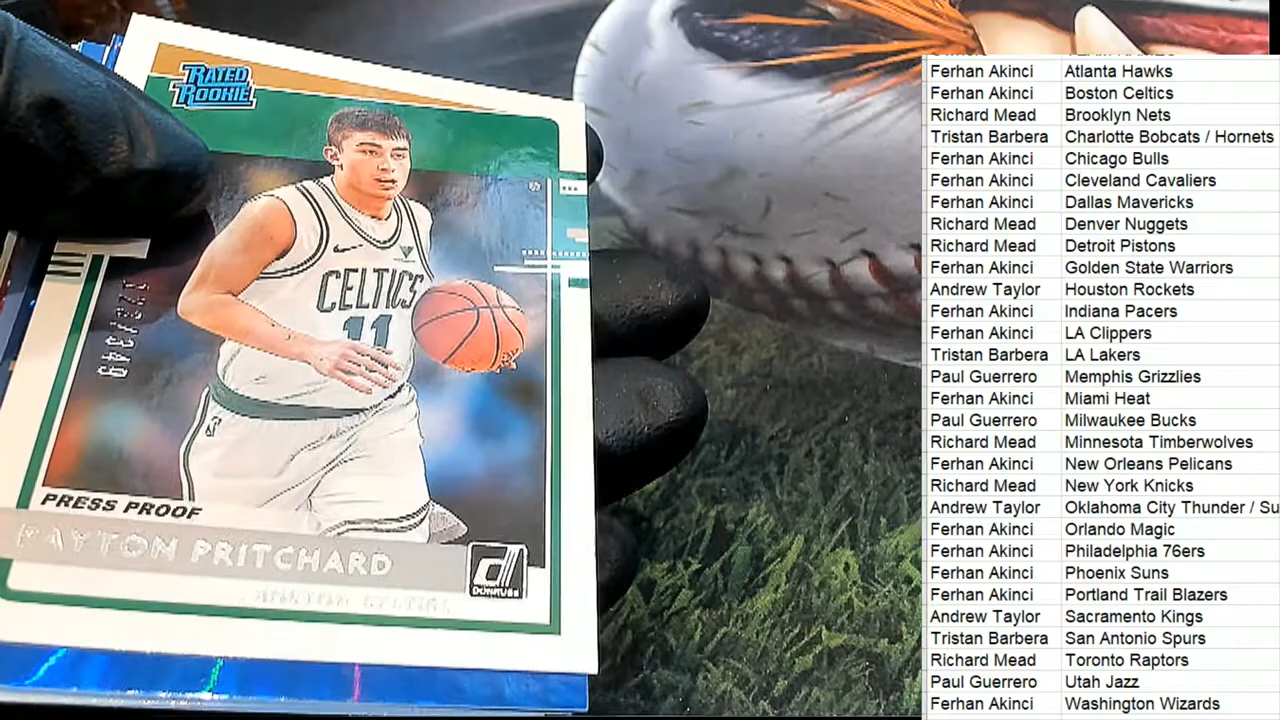 RATED
ROOKIE
CELTICS
11
PRESS PROOF
PAYTON PRITCHARD
BOSTON CELTICS
DONRUSS
Ferhan Akinci Atlanta Hawks
Ferhan Akinci Boston Celtics
Richard Mead Brooklyn Nets
Tristan Barbera Charlotte Bobcats / Hornets
Ferhan Akinci Chicago Bulls
Ferhan Akinci Cleveland Cavaliers
Ferhan Akinci Dallas Mavericks
Richard Mead Denver Nuggets
Richard Mead Detroit Pistons
Ferhan Akinci Golden State Warriors
Andrew Taylor Houston Rockets
Ferhan Akinci Indiana Pacers
Ferhan Akinci LA Clippers
Tristan Barbera LA Lakers
Paul Guerrero Memphis Grizzlies
Ferhan Akinci Miami Heat
Paul Guerrero Milwaukee Bucks
Richard Mead Minnesota Timberwolves
Ferhan Akinci New Orleans Pelicans
Richard Mead New York Knicks
Andrew Taylor Oklahoma City Thunder / Su
Ferhan Akinci Orlando Magic
Ferhan Akinci Philadelphia 76ers
Ferhan Akinci Phoenix Suns
Ferhan Akinci Portland Trail Blazers
Andrew Taylor Sacramento Kings
Tristan Barbera San Antonio Spurs
Richard Mead Toronto Raptors
Paul Guerrero Utah Jazz
Ferhan Akinci Washington Wizards